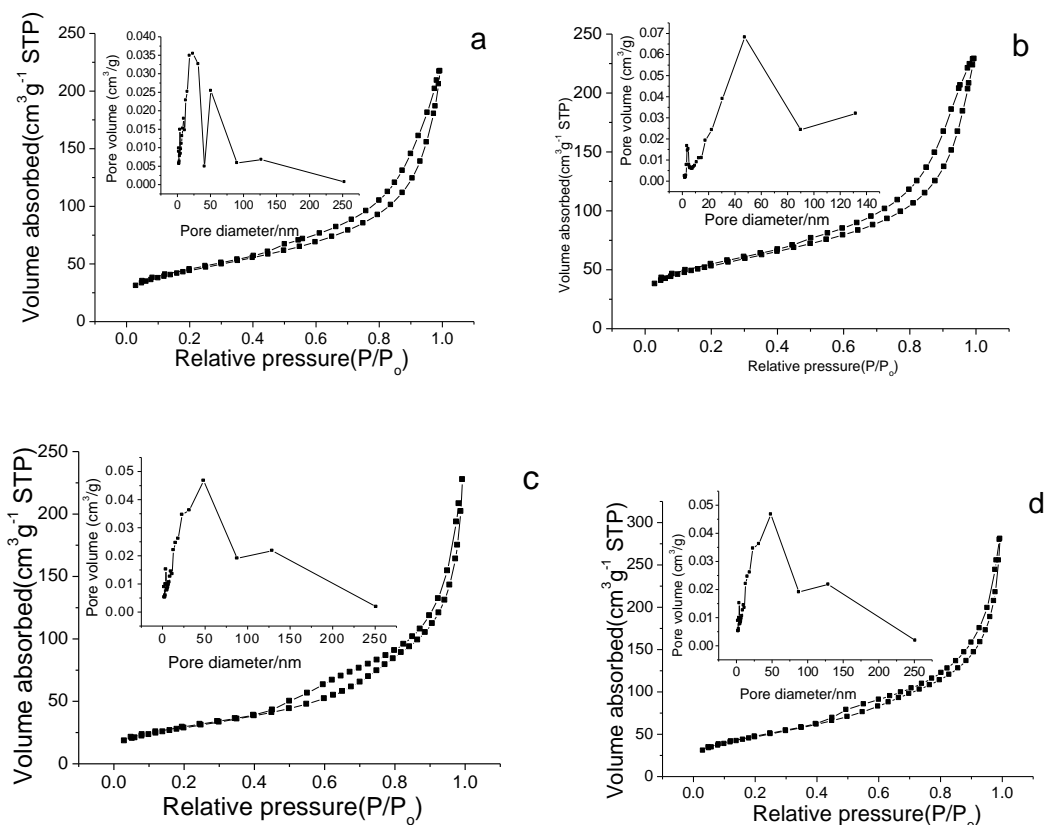 a
Volume absorbed(cm³g⁻¹ STP)
250
200
150
100
50
0
0.0 0.2 0.4 0.6 0.8 1.0
Relative pressure(P/Pₒ)
Pore volume (cm³/g)
0.040
0.035
0.030
0.025
0.020
0.015
0.010
0.005
0.000
0 50 100 150 200 250
Pore diameter/nm
b
Volume absorbed(cm³g⁻¹ STP)
250
200
150
100
50
0
0.0 0.2 0.4 0.6 0.8 1.0
Relative pressure(P/Pₒ)
Pore volume (cm³/g)
0.07
0.06
0.05
0.04
0.03
0.02
0.01
0.00
0 20 40 60 80 100 120 140
Pore diameter/nm
c
Volume absorbed(cm³g⁻¹ STP)
250
200
150
100
50
0
0.0 0.2 0.4 0.6 0.8 1.0
Relative pressure(P/Pₒ)
Pore volume (cm³/g)
0.05
0.04
0.03
0.02
0.01
0.00
0 50 100 150 200 250
Pore diameter/nm
d
Volume absorbed(cm³g⁻¹ STP)
300
250
200
150
100
50
0
0.0 0.2 0.4 0.6 0.8 1.0
Relative pressure(P/Pₒ)
Pore volume (cm³/g)
0.05
0.04
0.03
0.02
0.01
0.00
0 50 100 150 200 250
Pore diameter/nm